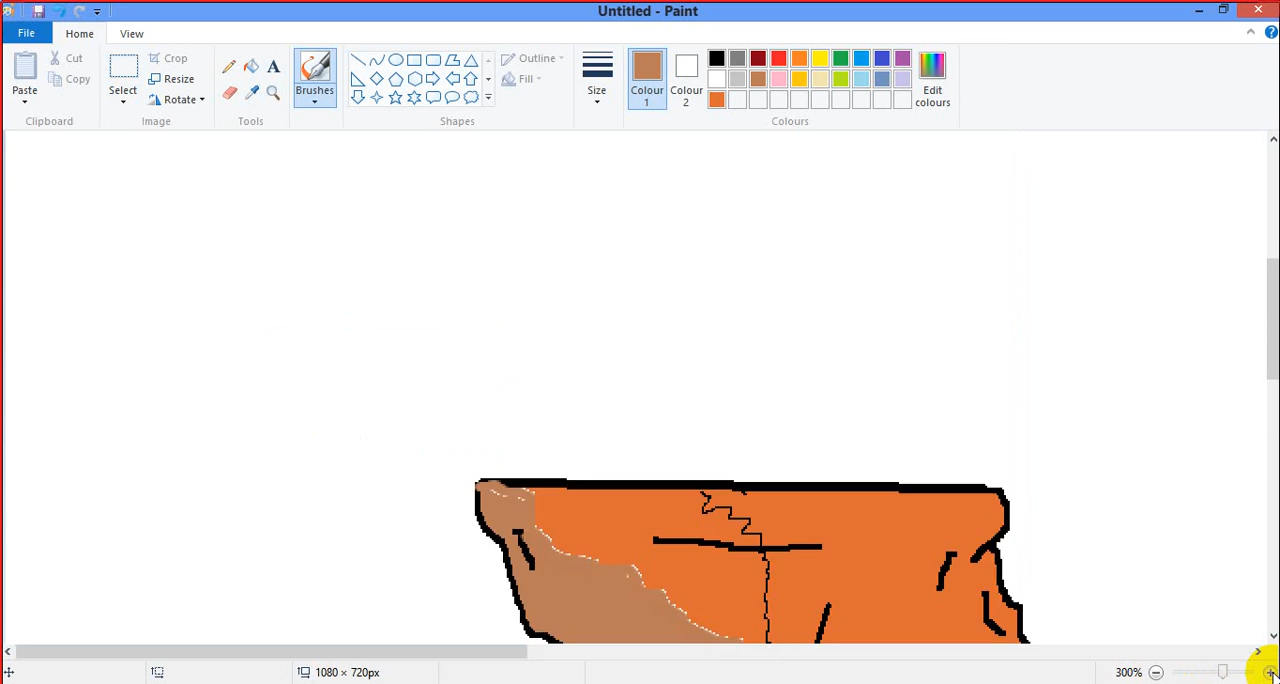 Untitled - Paint
File Home View
Paste
Cut
Copy
Clipboard
Select
Crop
Resize
Rotate
Image
A
Tools
Brushes
Outline
Fill
Shapes
Size
Colour 1
Colour 2
Edit colours
Colours
1080 × 720px
300%